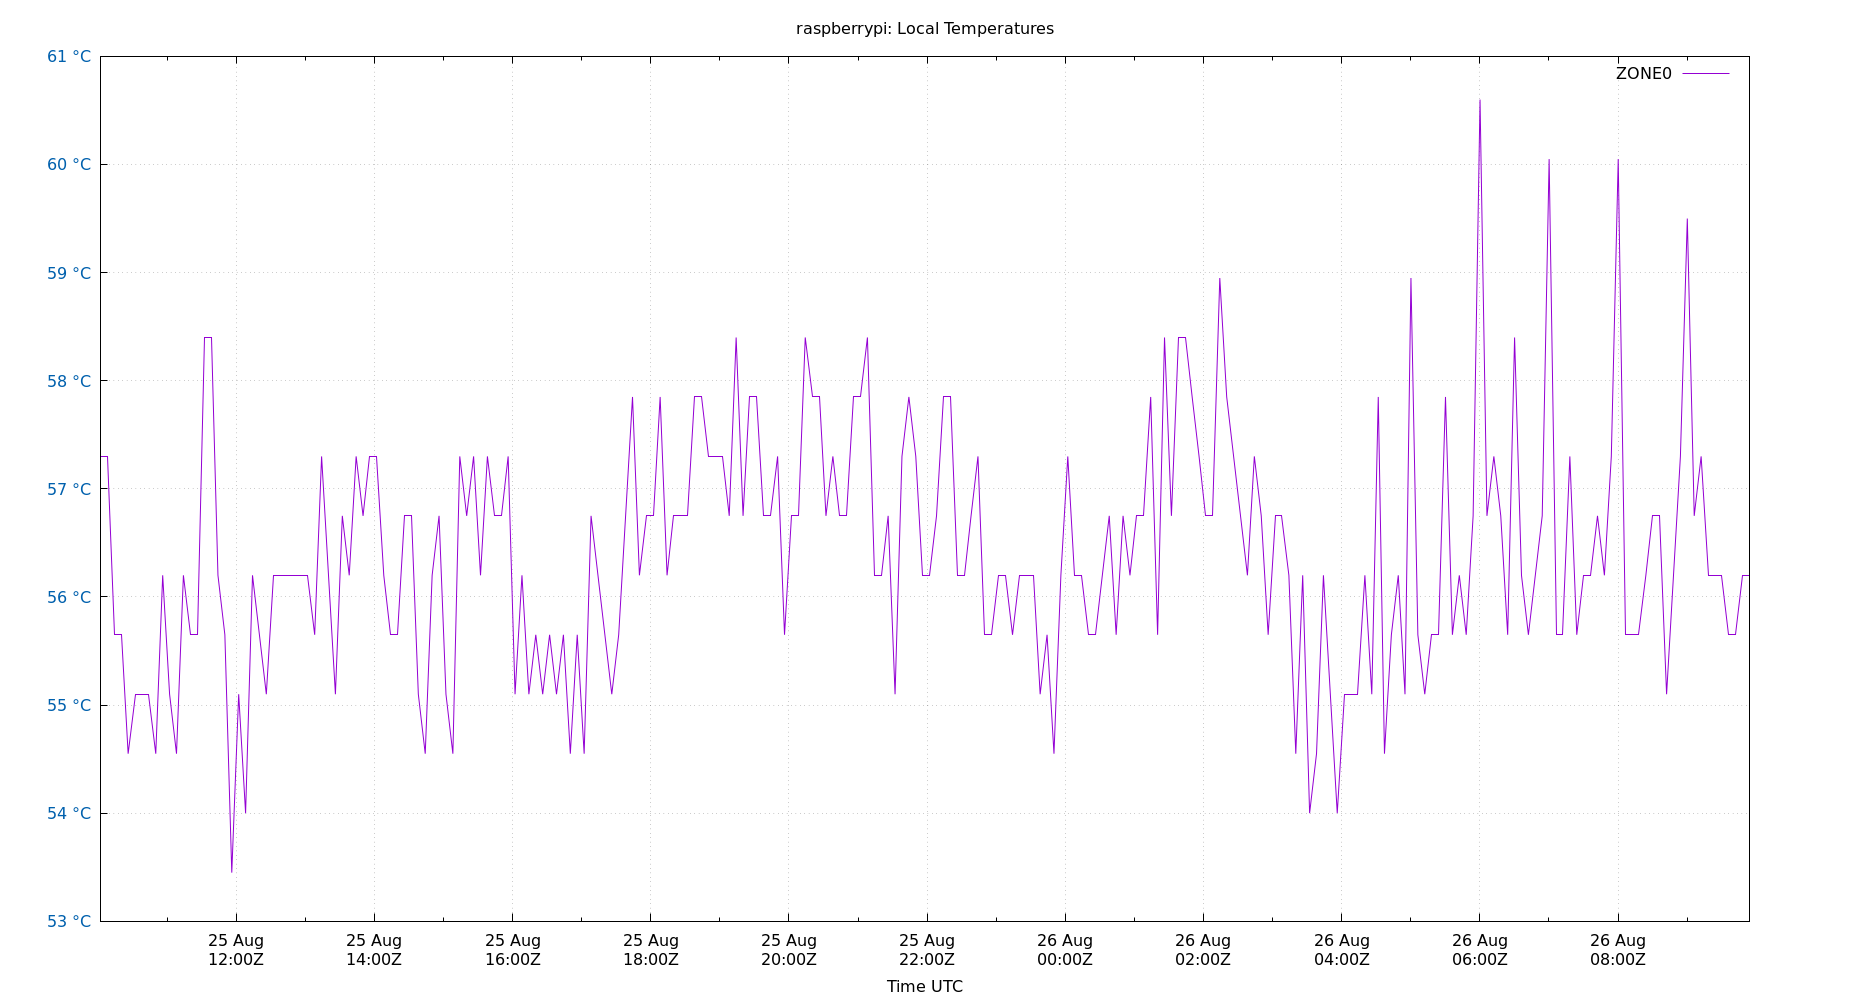 raspberrypi: Local Temperatures
61 °C
ZONE0
60 °C
59 °C
58 °C
57 °C
56 °C
55 °C
54 °C
53 °C
25 Aug 25 Aug 25 Aug 25 Aug 25 Aug 25 Aug 26 Aug 26 Aug 26 Aug 26 Aug 26 Aug
12:00Z 14:00Z 16:00Z 18:00Z 20:00Z 22:00Z 00:00Z 02:00Z 04:00Z 06:00Z 08:00Z
Time UTC